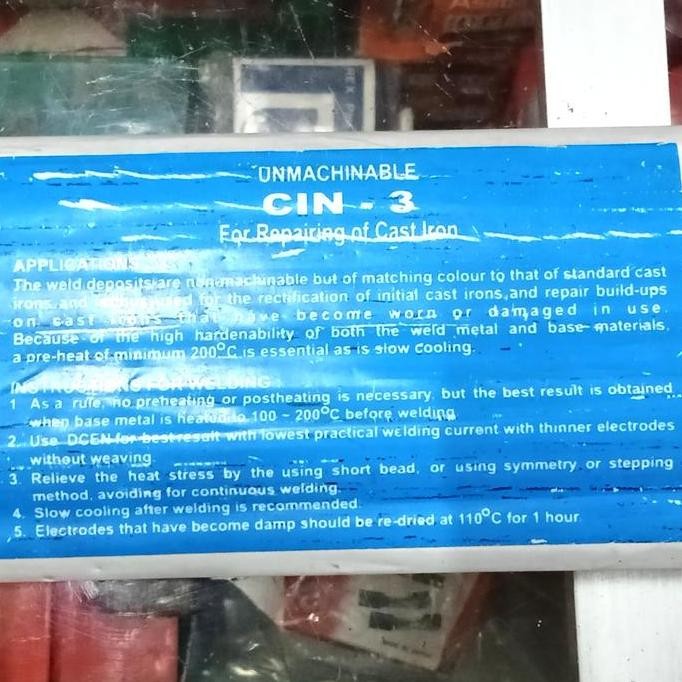 UNMACHINABLE
CIN - 3
For Repairing of Cast Iron
APPLICATION
The weld deposits are nonmachinable but of matching colour to that of standard cast
irons and used for the rectification of initial cast irons, and repair build-ups
on cast irons that have become worn or damaged in use.
Because of the high hardenability of both the weld metal and base materials,
a pre-heat of minimum 200°C is essential as is slow cooling.
INSTRUCTIONS FOR WELDING
1 As a rule, no preheating or postheating is necessary, but the best result is obtained
when base metal is heated to 100 ~ 200°C before welding
2. Use DCEN for best result with lowest practical welding current with thinner electrodes
without weaving.
3. Relieve the heat stress by the using short bead, or using symmetry, or stepping
method, avoiding for continuous welding.
4. Slow cooling after welding is recommended
5. Electrodes that have become damp should be re-dried at 110°C for 1 hour